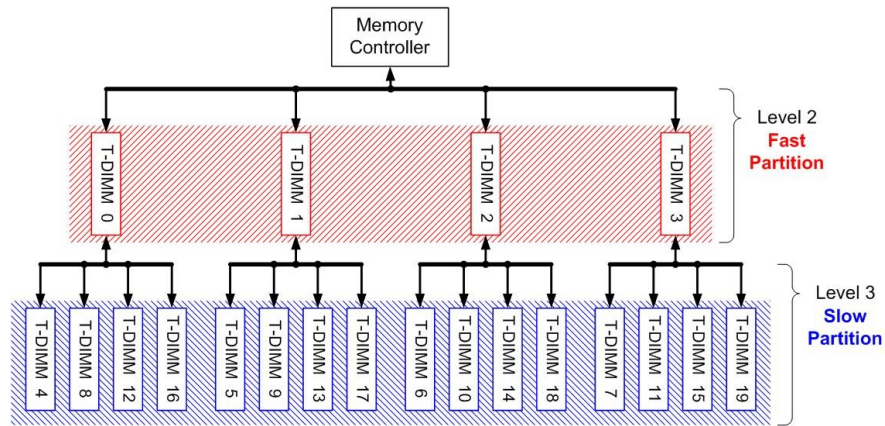 Memory
Controller
Level 2
Fast
Partition
T-DIMM 0
T-DIMM 1
T-DIMM 2
T-DIMM 3
Level 3
Slow
Partition
T-DIMM 4
T-DIMM 8
T-DIMM 12
T-DIMM 16
T-DIMM 5
T-DIMM 9
T-DIMM 13
T-DIMM 17
T-DIMM 6
T-DIMM 10
T-DIMM 14
T-DIMM 18
T-DIMM 7
T-DIMM 11
T-DIMM 15
T-DIMM 19